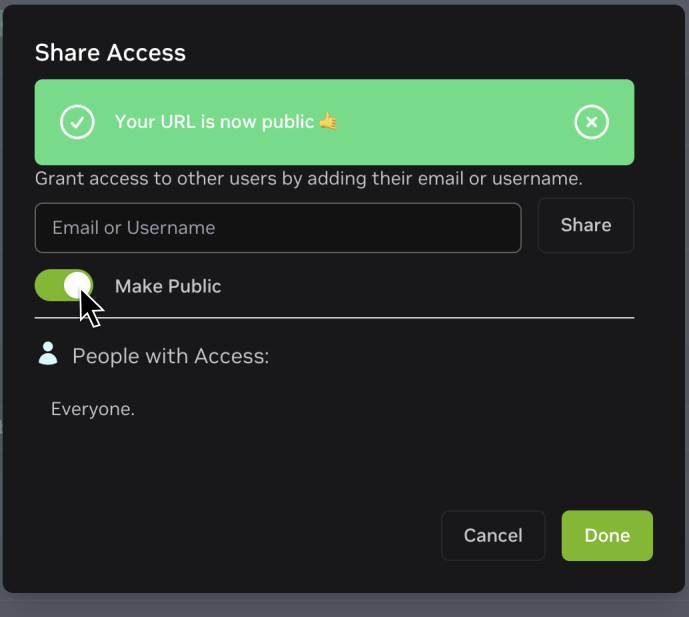 Share Access
Your URL is now public 🤙
Grant access to other users by adding their email or username.
Email or Username
Share
Make Public
People with Access:
Everyone.
Cancel
Done